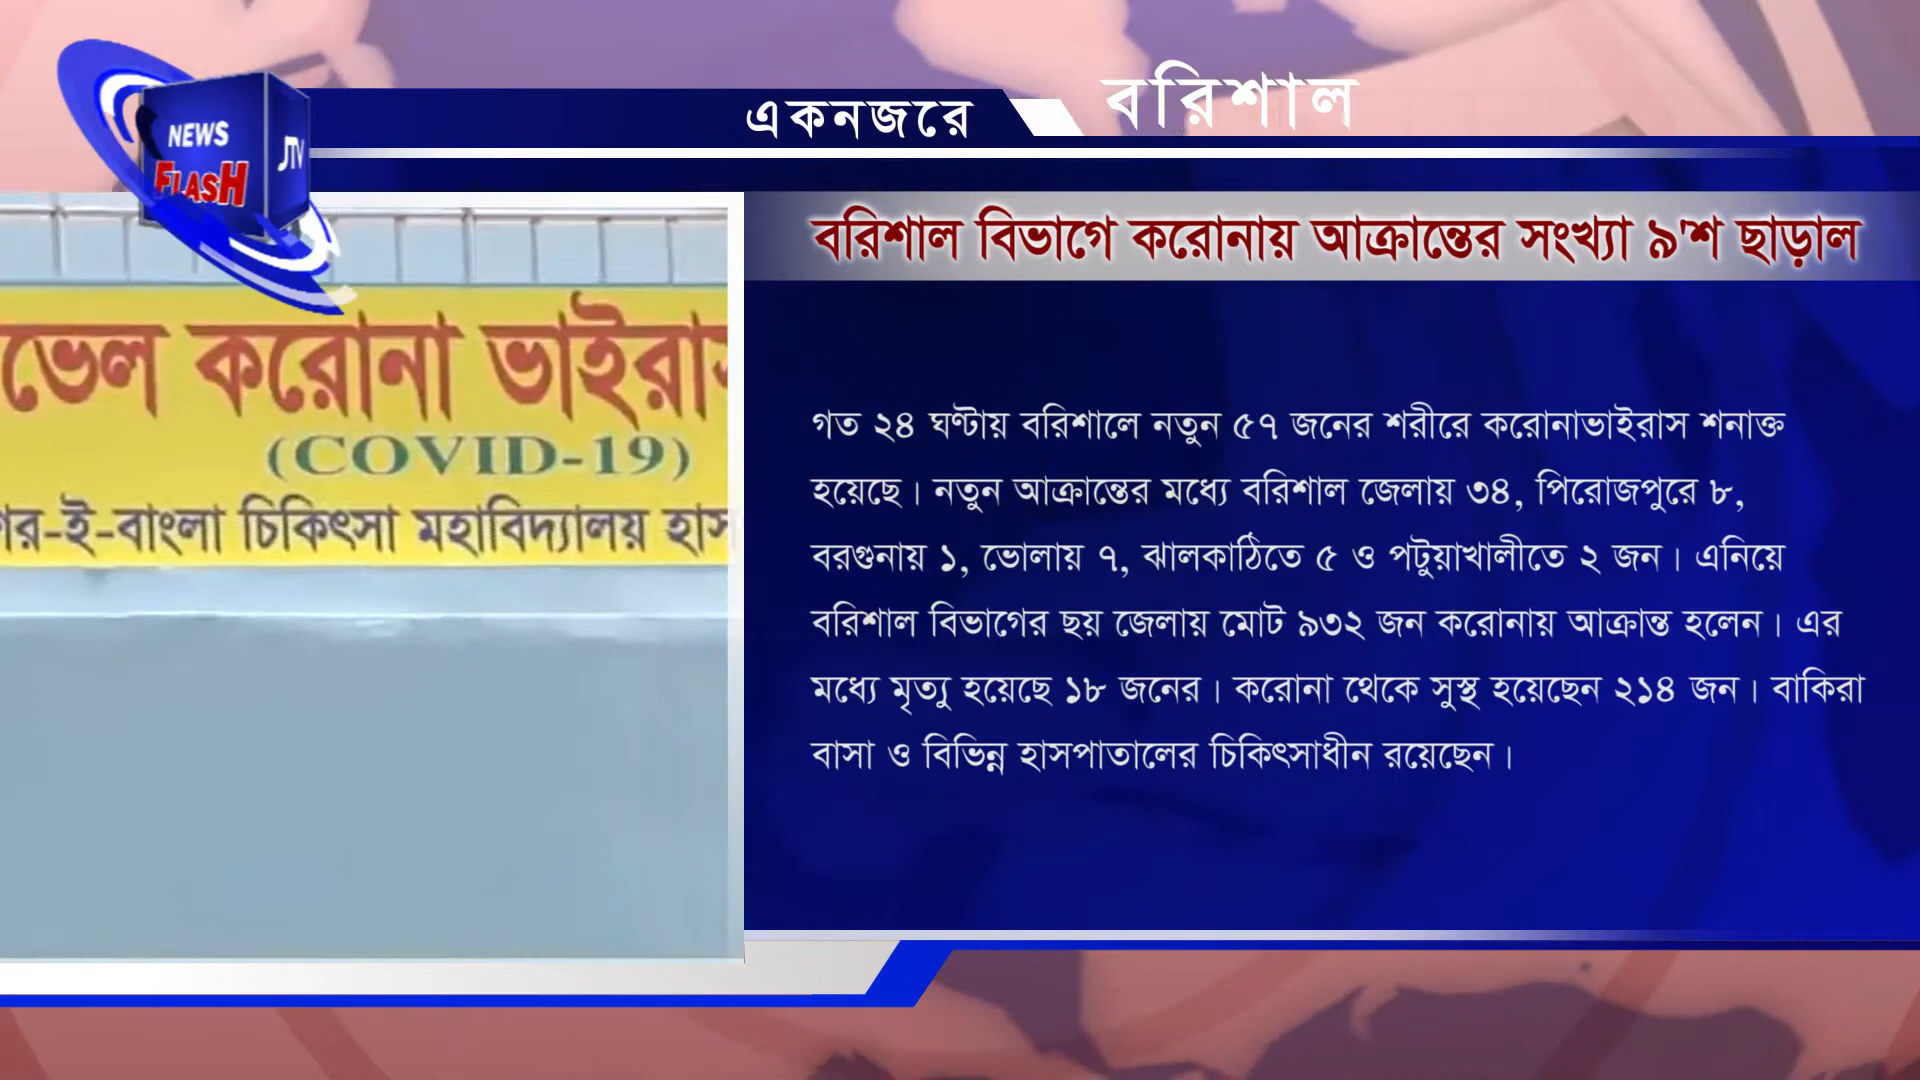 একনজরে
বরিশাল
NEWS
FLASH
JTV
বরিশাল বিভাগে করোনায় আক্রান্তের সংখ্যা ৯'শ ছাড়াল
ভেল করোনা ভাইরাস
(COVID-19)
র-ই-বাংলা চিকিৎসা মহাবিদ্যালয় হাস
গত ২৪ ঘণ্টায় বরিশালে নতুন ৫৭ জনের শরীরে করোনাভাইরাস শনাক্ত
হয়েছে। নতুন আক্রান্তের মধ্যে বরিশাল জেলায় ৩৪, পিরোজপুরে ৮,
বরগুনায় ১, ভোলায় ৭, ঝালকাঠিতে ৫ ও পটুয়াখালীতে ২ জন। এনিয়ে
বরিশাল বিভাগের ছয় জেলায় মোট ৯৩২ জন করোনায় আক্রান্ত হলেন। এর
মধ্যে মৃত্যু হয়েছে ১৮ জনের। করোনা থেকে সুস্থ হয়েছেন ২১৪ জন। বাকিরা
বাসা ও বিভিন্ন হাসপাতালের চিকিৎসাধীন রয়েছেন।